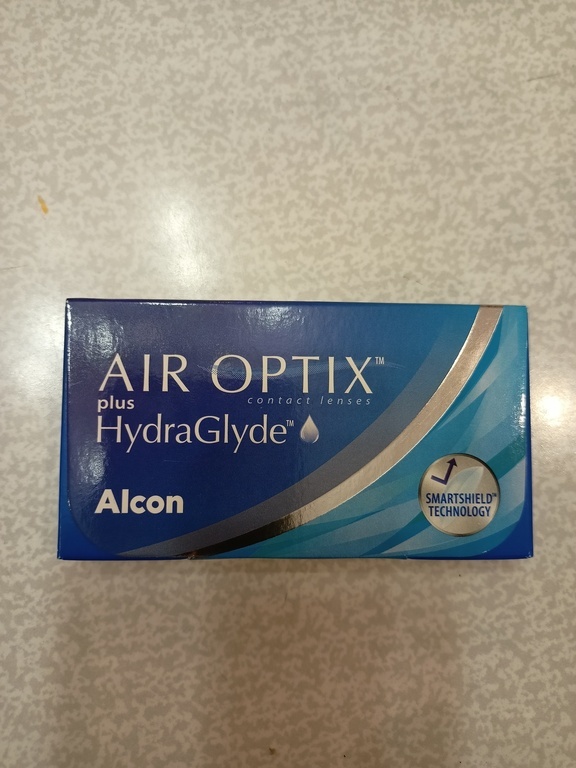 AIR OPTIX™
contact lenses
plus
HydraGlyde™
Alcon
SMARTSHIELD™
TECHNOLOGY